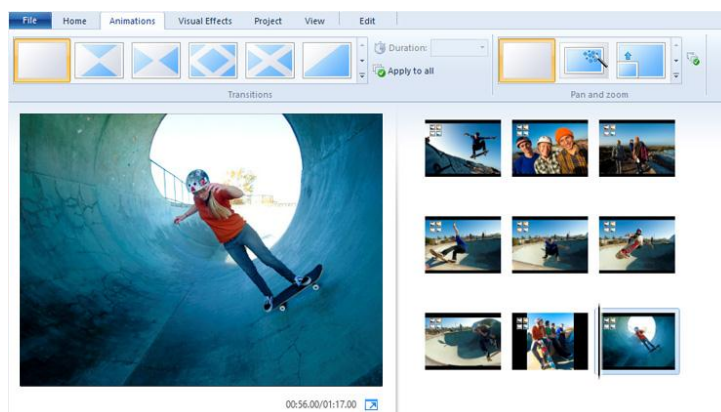 File Home Animations Visual Effects Project View Edit
Duration:
Apply to all
Transitions Pan and zoom
00:56.00/01:17.00